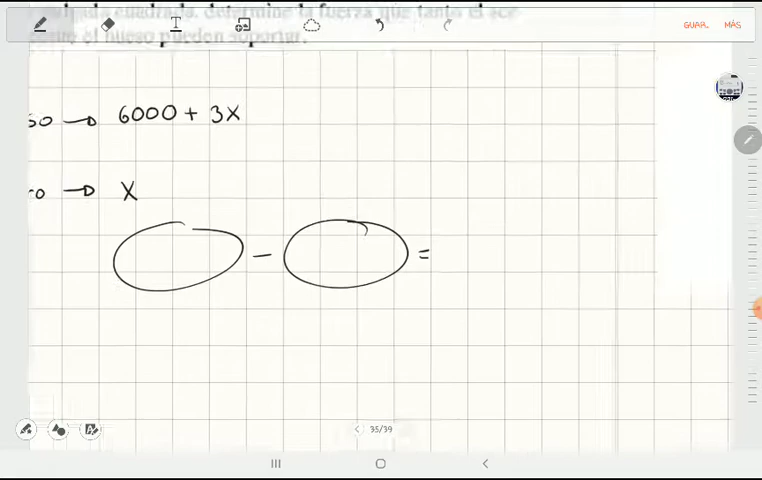 pulgada cuadrada, determine la fuerza que tanto el ace
como el hueso pueden soportar.
T
GUAR. MÁS
so → 6000 + 3x
ro → x
- =
35/39